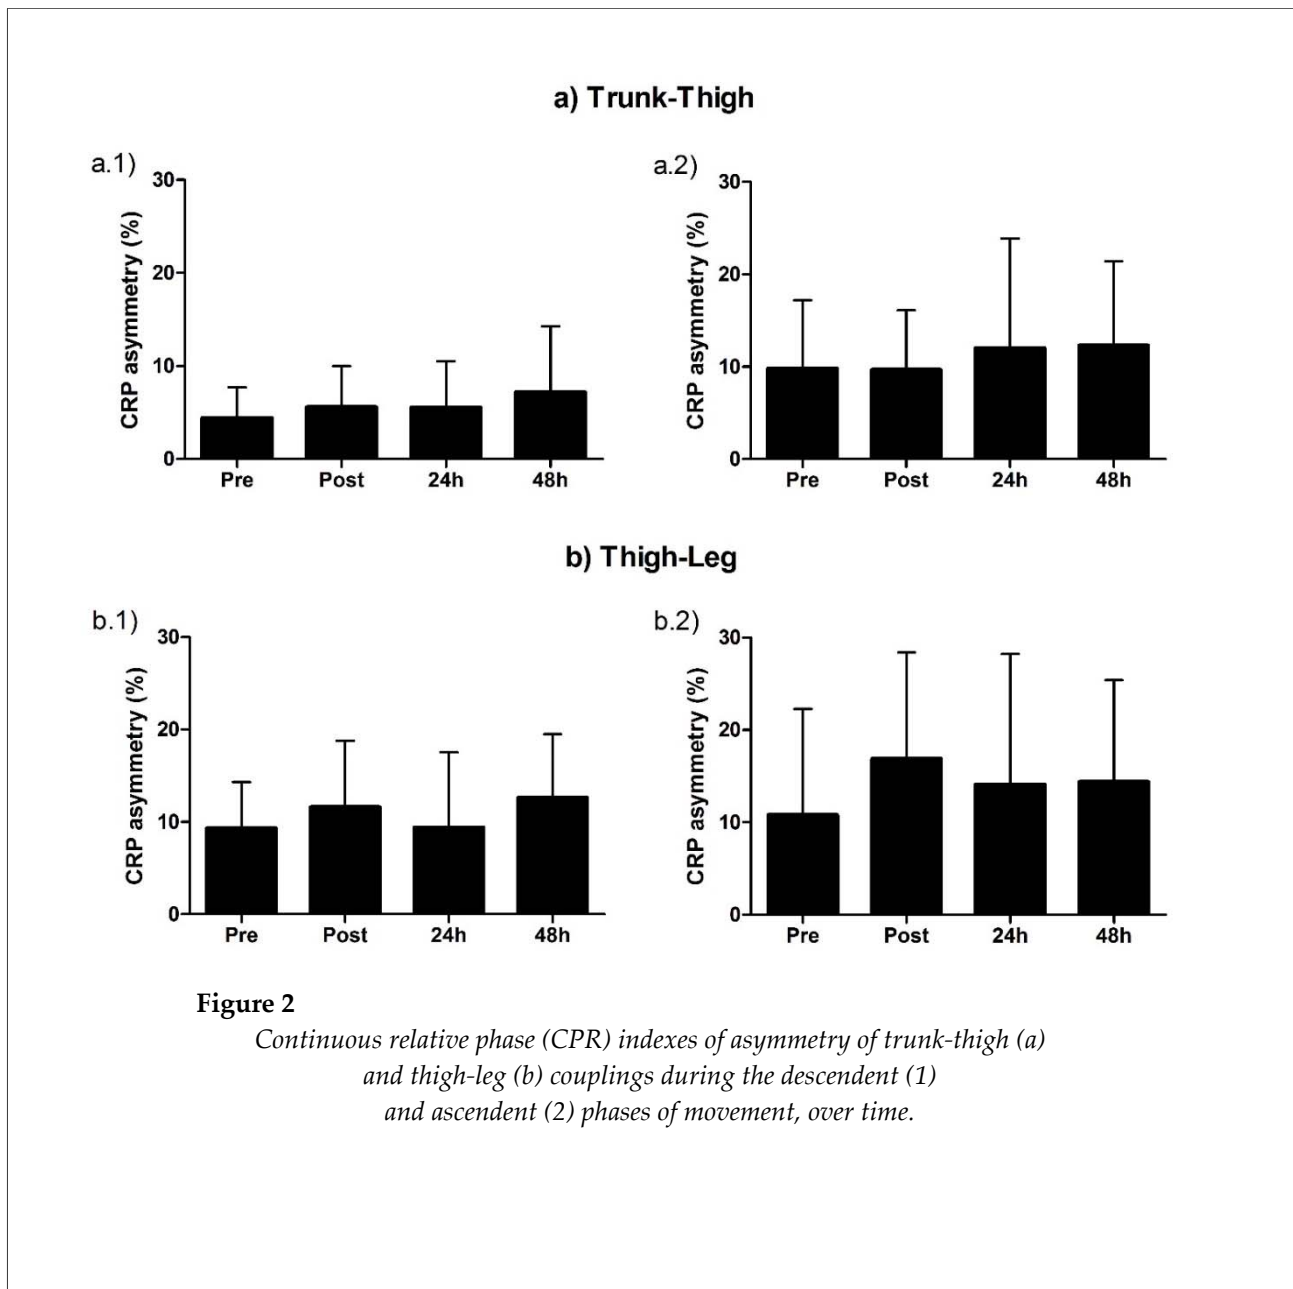 a) Trunk-Thigh
a.1)
CRP asymmetry (%)
30
20
10
0
Pre Post 24h 48h
a.2)
CRP asymmetry (%)
30
20
10
0
Pre Post 24h 48h
b) Thigh-Leg
b.1)
CRP asymmetry (%)
30
20
10
0
Pre Post 24h 48h
b.2)
CRP asymmetry (%)
30
20
10
0
Pre Post 24h 48h
Figure 2
Continuous relative phase (CPR) indexes of asymmetry of trunk-thigh (a)
and thigh-leg (b) couplings during the descendent (1)
and ascendent (2) phases of movement, over time.